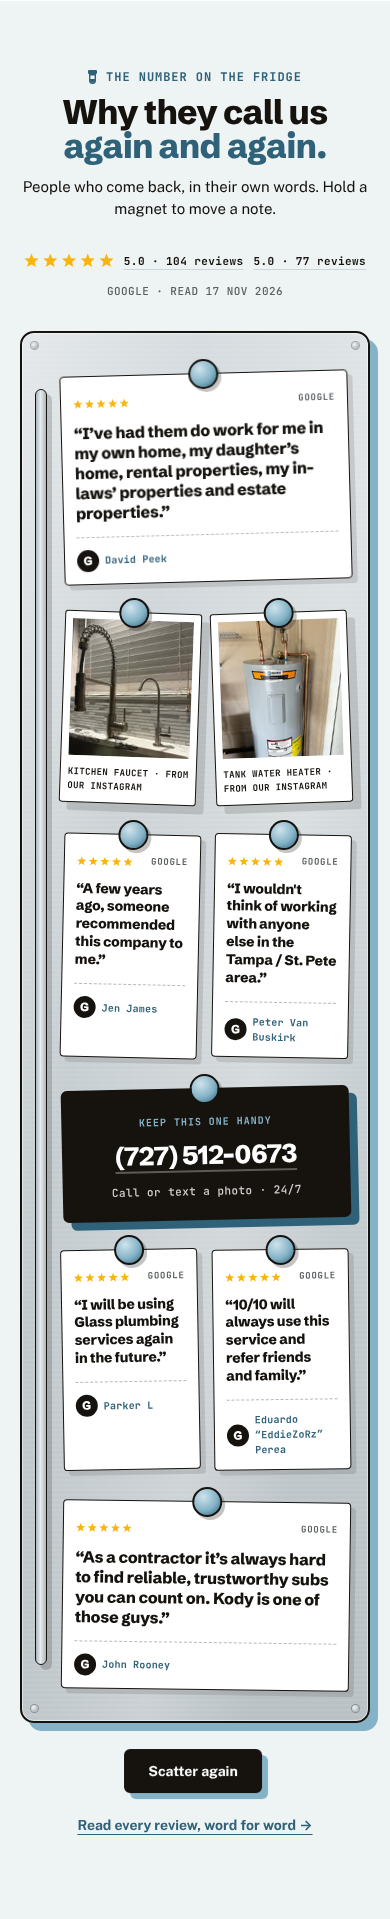 THE NUMBER ON THE FRIDGE
Why they call us
again and again.
People who come back, in their own words. Hold a
magnet to move a note.
5.0 · 104 reviews 5.0 · 77 reviews
GOOGLE · READ 17 NOV 2026
GOOGLE
“I’ve had them do work for me in
my own home, my daughter’s
home, rental properties, my in-
laws’ properties and estate
properties.”
G David Peek
KITCHEN FAUCET · FROM
OUR INSTAGRAM
TANK WATER HEATER ·
FROM OUR INSTAGRAM
GOOGLE
“A few years
ago, someone
recommended
this company to
me.”
G Jen James
GOOGLE
“I wouldn't
think of working
with anyone
else in the
Tampa / St. Pete
area.”
G Peter Van
Buskirk
KEEP THIS ONE HANDY
(727) 512-0673
Call or text a photo · 24/7
GOOGLE
“I will be using
Glass plumbing
services again
in the future.”
G Parker L
GOOGLE
“10/10 will
always use this
service and
refer friends
and family.”
G Eduardo
“EddieZoRz”
Perea
GOOGLE
“As a contractor it’s always hard
to find reliable, trustworthy subs
you can count on. Kody is one of
those guys.”
G John Rooney
Scatter again
Read every review, word for word →